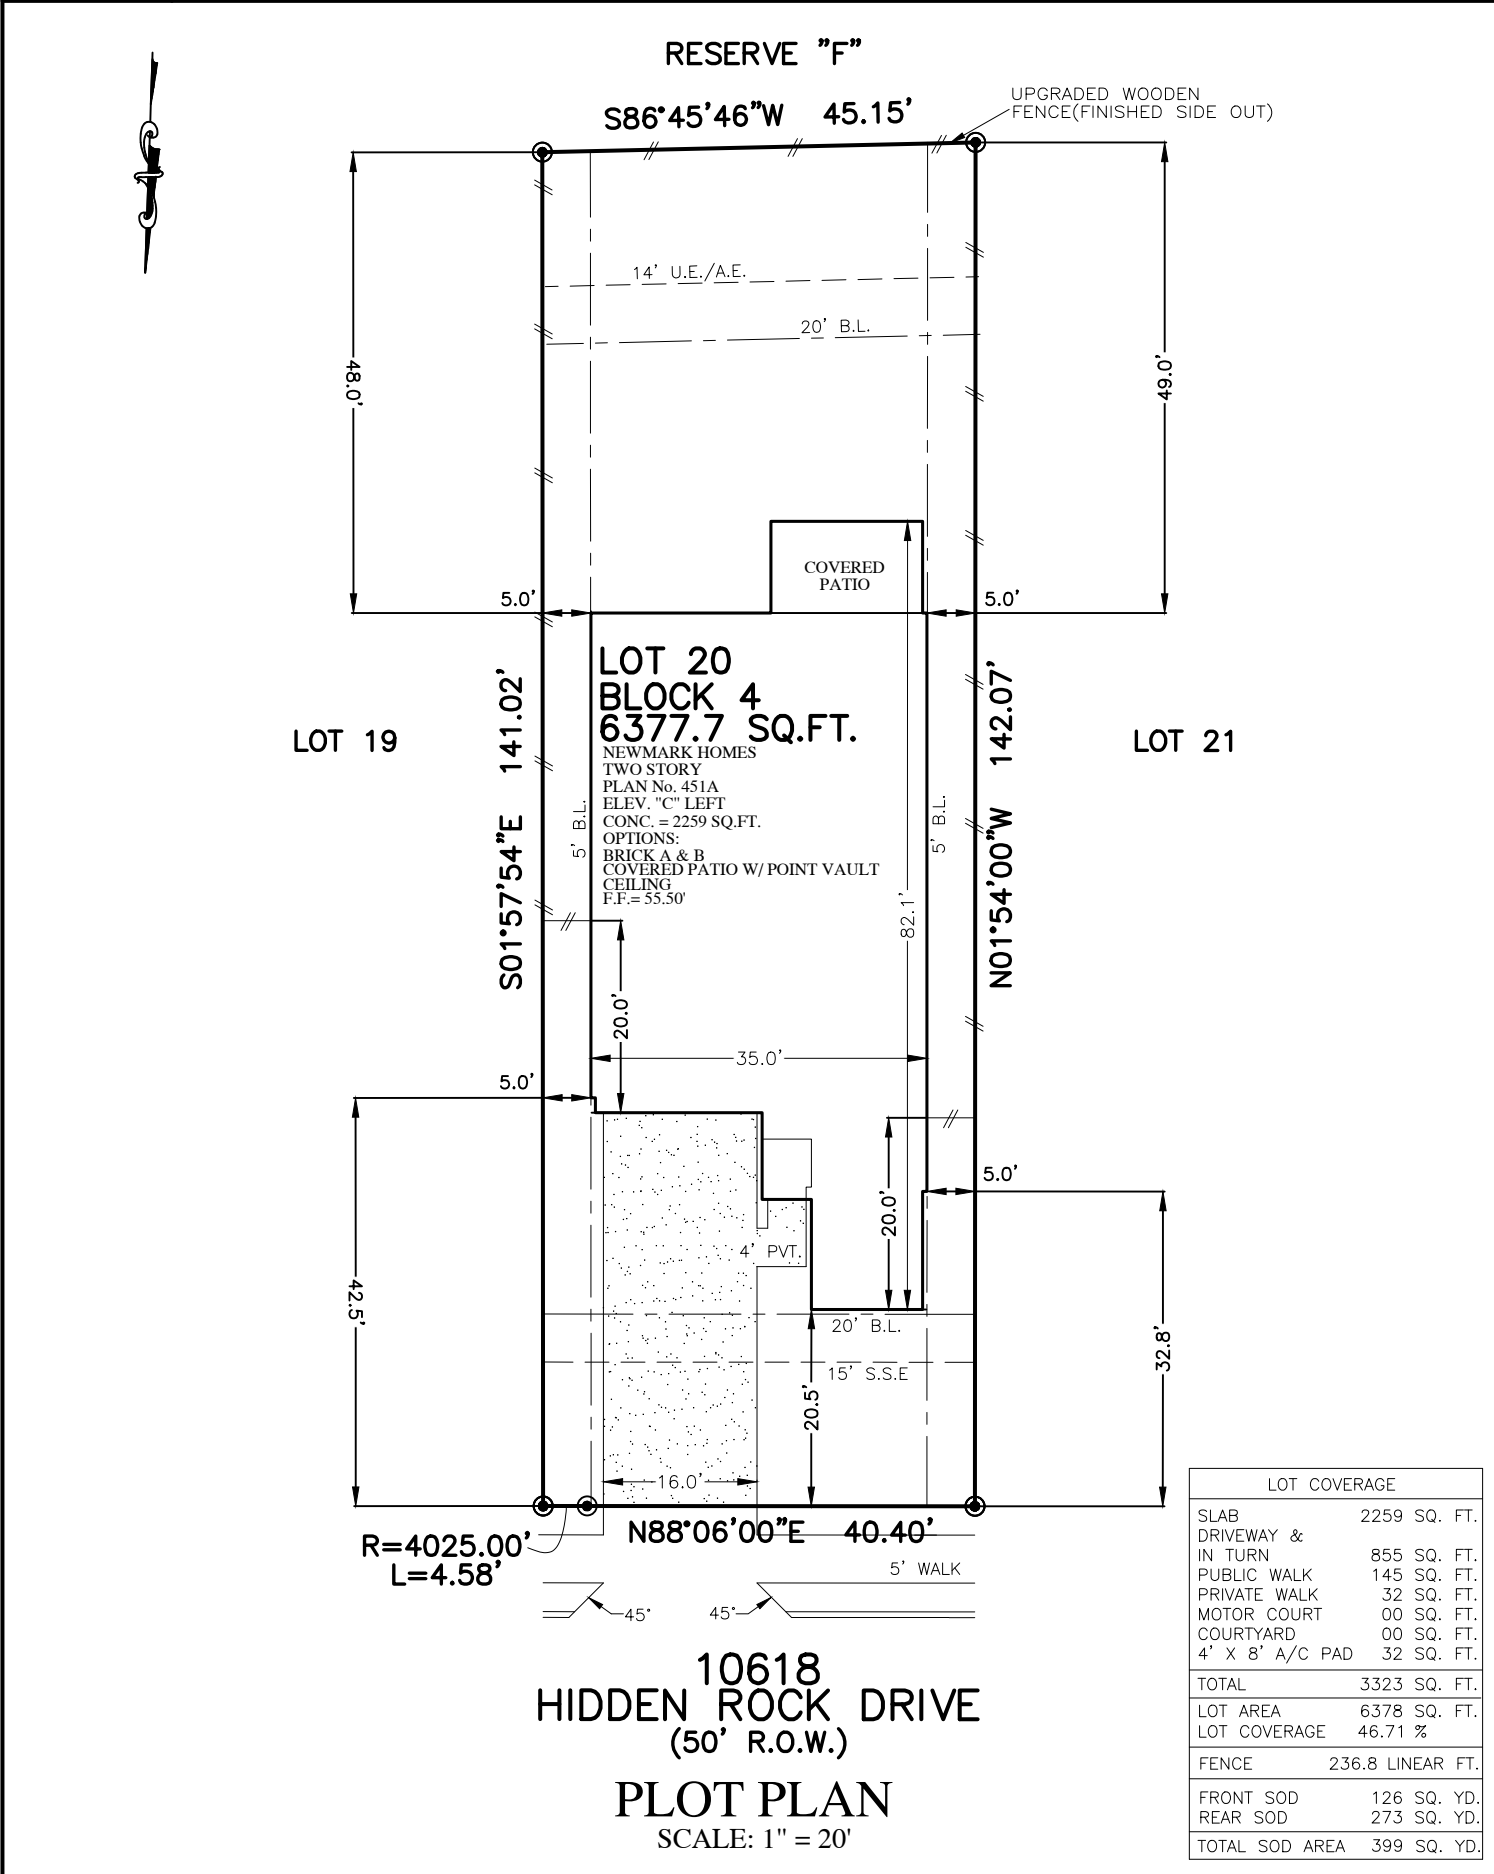 RESERVE "F"
S86°45'46"W 45.15'
UPGRADED WOODEN
FENCE(FINISHED SIDE OUT)
14' U.E./A.E.
20' B.L.
48.0'
49.0'
COVERED
PATIO
5.0'
5.0'
LOT 20
BLOCK 4
6377.7 SQ.FT.
NEWMARK HOMES
TWO STORY
PLAN No. 451A
ELEV. "C" LEFT
CONC. = 2259 SQ.FT.
OPTIONS:
BRICK A & B
COVERED PATIO W/ POINT VAULT
CEILING
F.F.= 55.50'
LOT 19
LOT 21
S01°57'54"E 141.02'
N01°54'00"W 142.07'
5' B.L.
5' B.L.
82.1'
20.0'
35.0'
5.0'
5.0'
20.0'
4' PVT.
42.5'
32.8'
20' B.L.
15' S.S.E
20.5'
16.0'
R=4025.00'
L=4.58'
N88°06'00"E 40.40'
5' WALK
45°
45°
10618
HIDDEN ROCK DRIVE
(50' R.O.W.)
PLOT PLAN
SCALE: 1" = 20'
LOT COVERAGE
SLAB 2259 SQ. FT.
DRIVEWAY &
IN TURN 855 SQ. FT.
PUBLIC WALK 145 SQ. FT.
PRIVATE WALK 32 SQ. FT.
MOTOR COURT 00 SQ. FT.
COURTYARD 00 SQ. FT.
4' X 8' A/C PAD 32 SQ. FT.
TOTAL 3323 SQ. FT.
LOT AREA 6378 SQ. FT.
LOT COVERAGE 46.71 %
FENCE 236.8 LINEAR FT.
FRONT SOD 126 SQ. YD.
REAR SOD 273 SQ. YD.
TOTAL SOD AREA 399 SQ. YD.